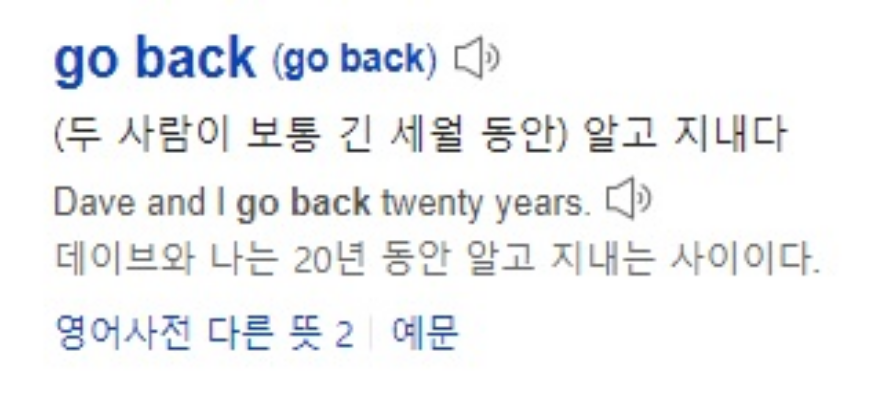 go back (go back)
(두 사람이 보통 긴 세월 동안) 알고 지내다
Dave and I go back twenty years.
데이브와 나는 20년 동안 알고 지내는 사이이다.
영어사전 다른 뜻 2 | 예문